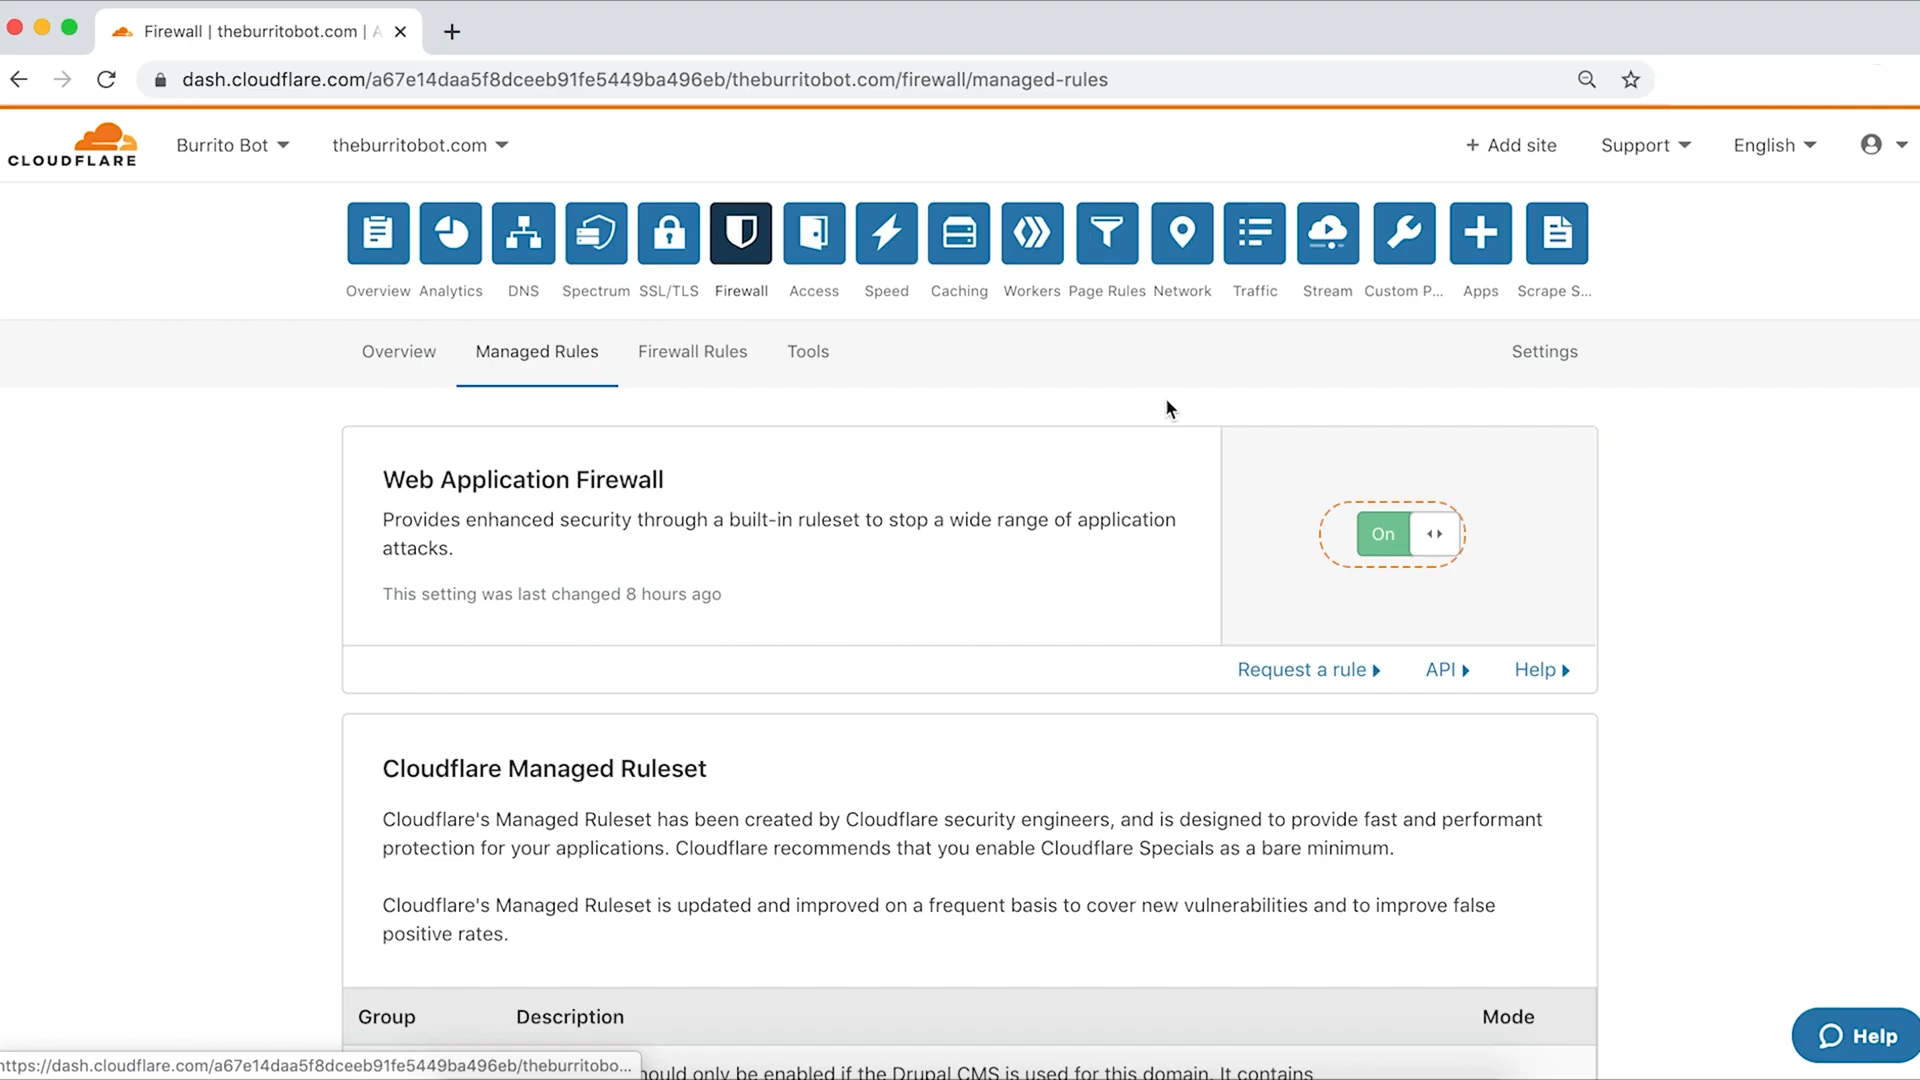 Firewall | theburritobot.com | A
dash.cloudflare.com/a67e14daa5f8dceeb91fe5449ba496eb/theburritobot.com/firewall/managed-rules
CLOUDFLARE
Burrito Bot
theburritobot.com
+ Add site
Support
English
Overview
Analytics
DNS
Spectrum
SSL/TLS
Firewall
Access
Speed
Caching
Workers
Page Rules
Network
Traffic
Stream
Custom P...
Apps
Scrape S...
Overview
Managed Rules
Firewall Rules
Tools
Settings
Web Application Firewall
Provides enhanced security through a built-in ruleset to stop a wide range of application
attacks.
This setting was last changed 8 hours ago
On
Request a rule
API
Help
Cloudflare Managed Ruleset
Cloudflare's Managed Ruleset has been created by Cloudflare security engineers, and is designed to provide fast and performant
protection for your applications. Cloudflare recommends that you enable Cloudflare Specials as a bare minimum.
Cloudflare's Managed Ruleset is updated and improved on a frequent basis to cover new vulnerabilities and to improve false
positive rates.
Group
Description
Mode
Help
https://dash.cloudflare.com/a67e14daa5f8dceeb91fe5449ba496eb/theburritobo...
ould only be enabled if the Drupal CMS is used for this domain. It contains